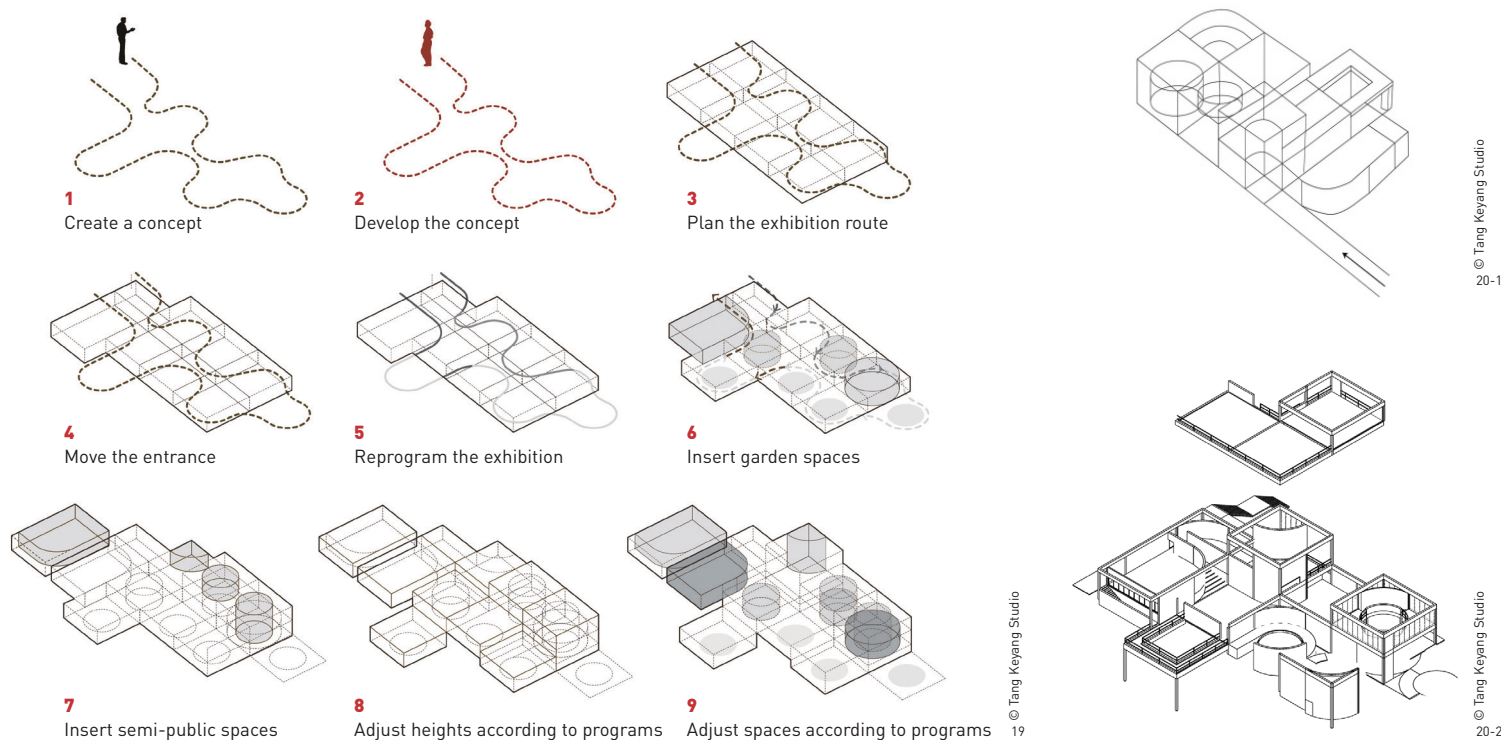 1
Create a concept
2
Develop the concept
3
Plan the exhibition route
4
Move the entrance
5
Reprogram the exhibition
6
Insert garden spaces
7
Insert semi-public spaces
8
Adjust heights according to programs
9
Adjust spaces according to programs
© Tang Keyang Studio
19
© Tang Keyang Studio
20-1
© Tang Keyang Studio
20-2